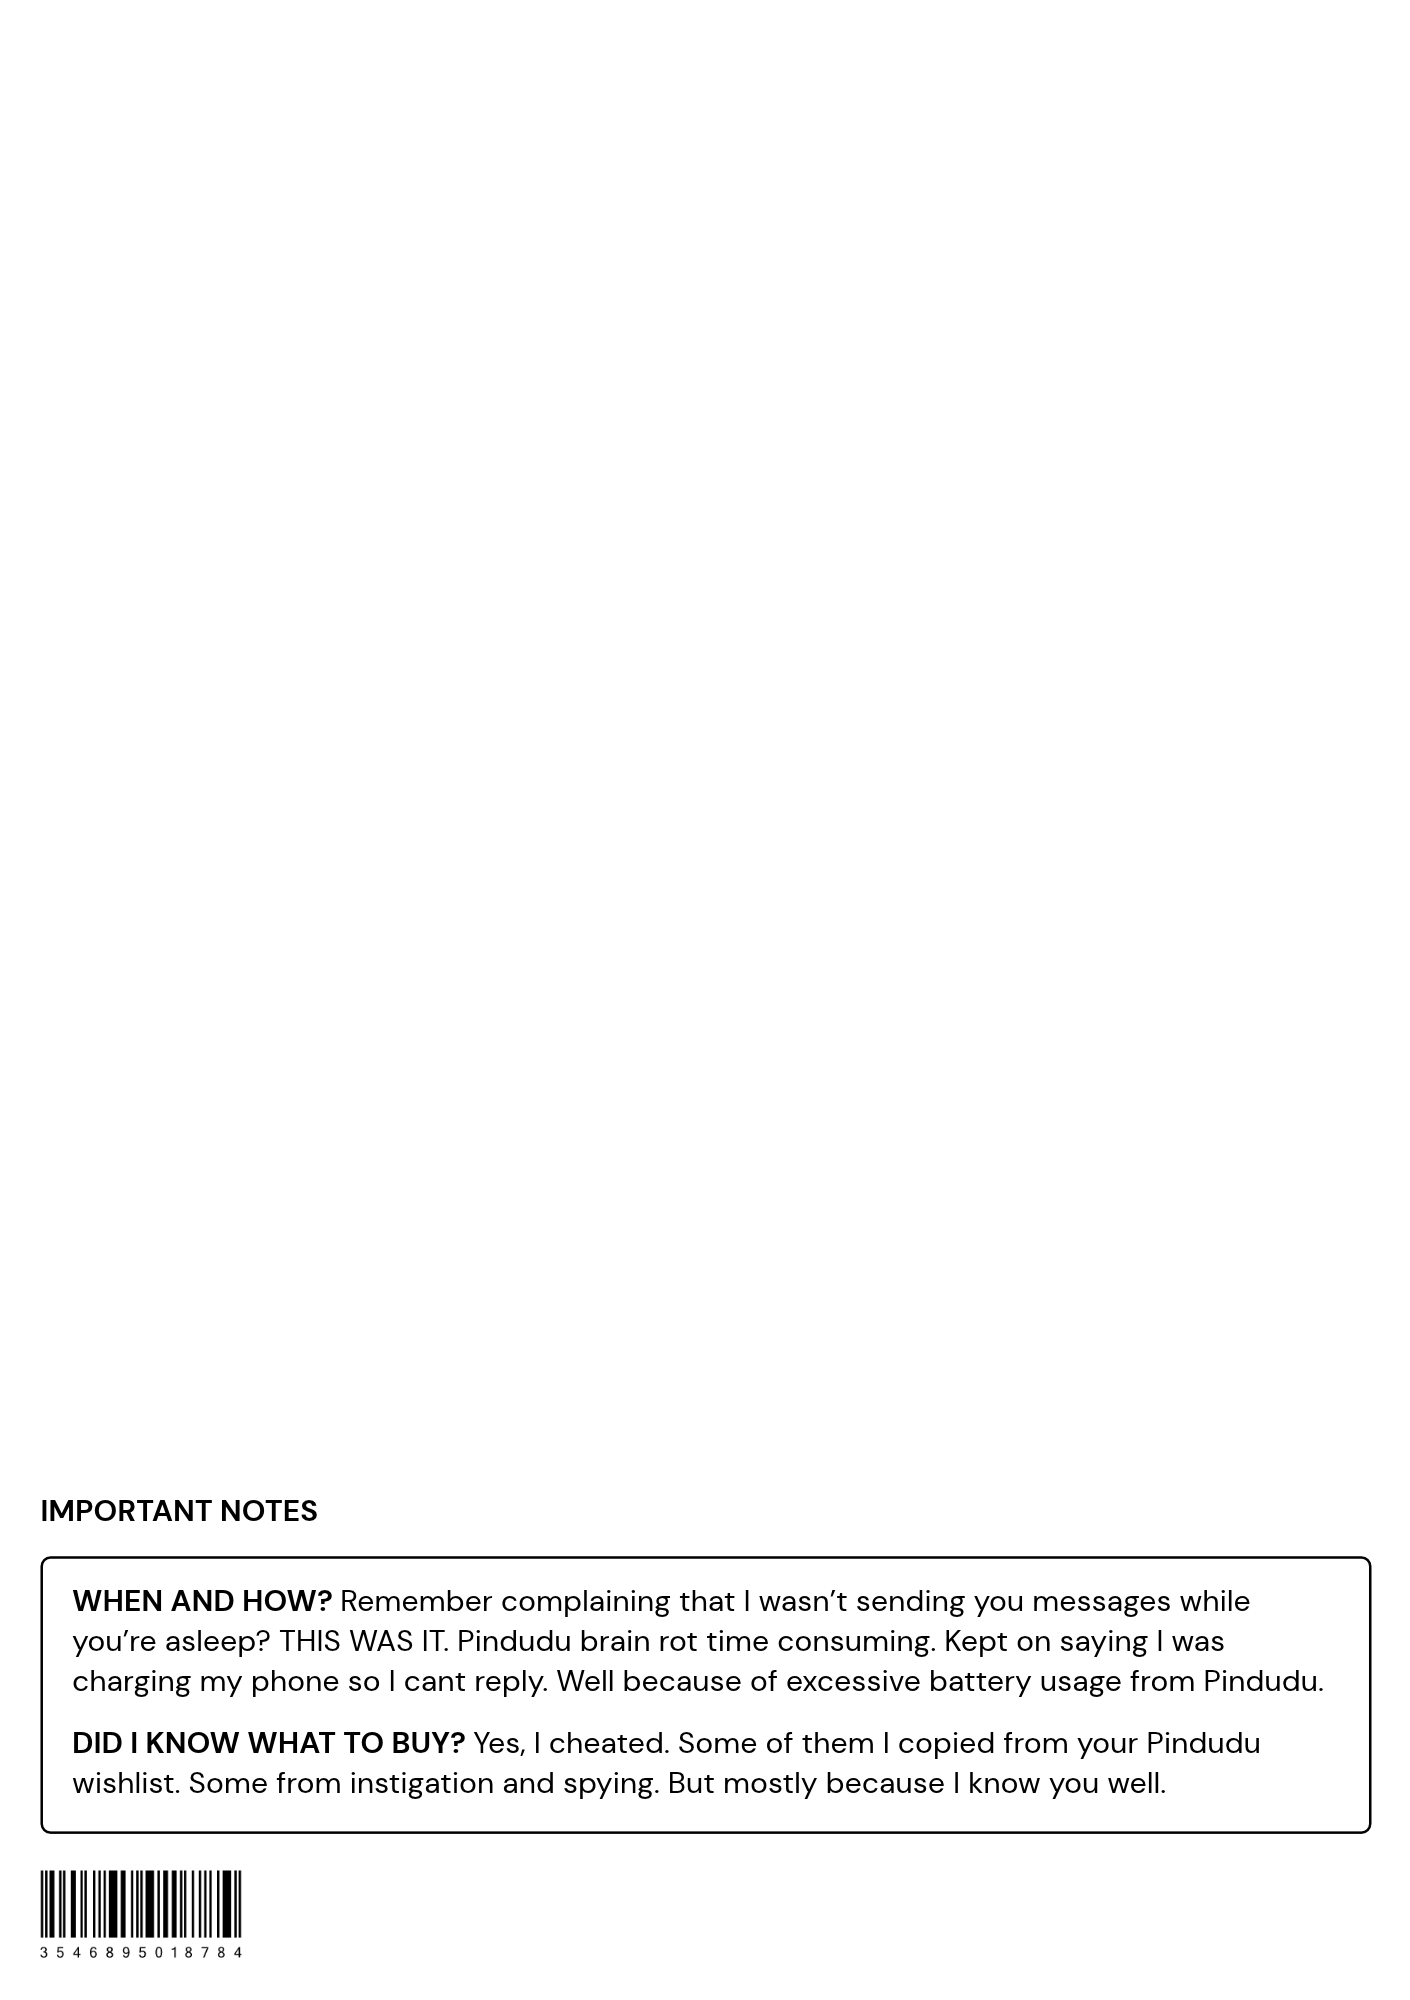 IMPORTANT NOTES
WHEN AND HOW? Remember complaining that I wasn’t sending you messages while
you’re asleep? THIS WAS IT. Pindudu brain rot time consuming. Kept on saying I was
charging my phone so I cant reply. Well because of excessive battery usage from Pindudu.
DID I KNOW WHAT TO BUY? Yes, I cheated. Some of them I copied from your Pindudu
wishlist. Some from instigation and spying. But mostly because I know you well.
3546895018784